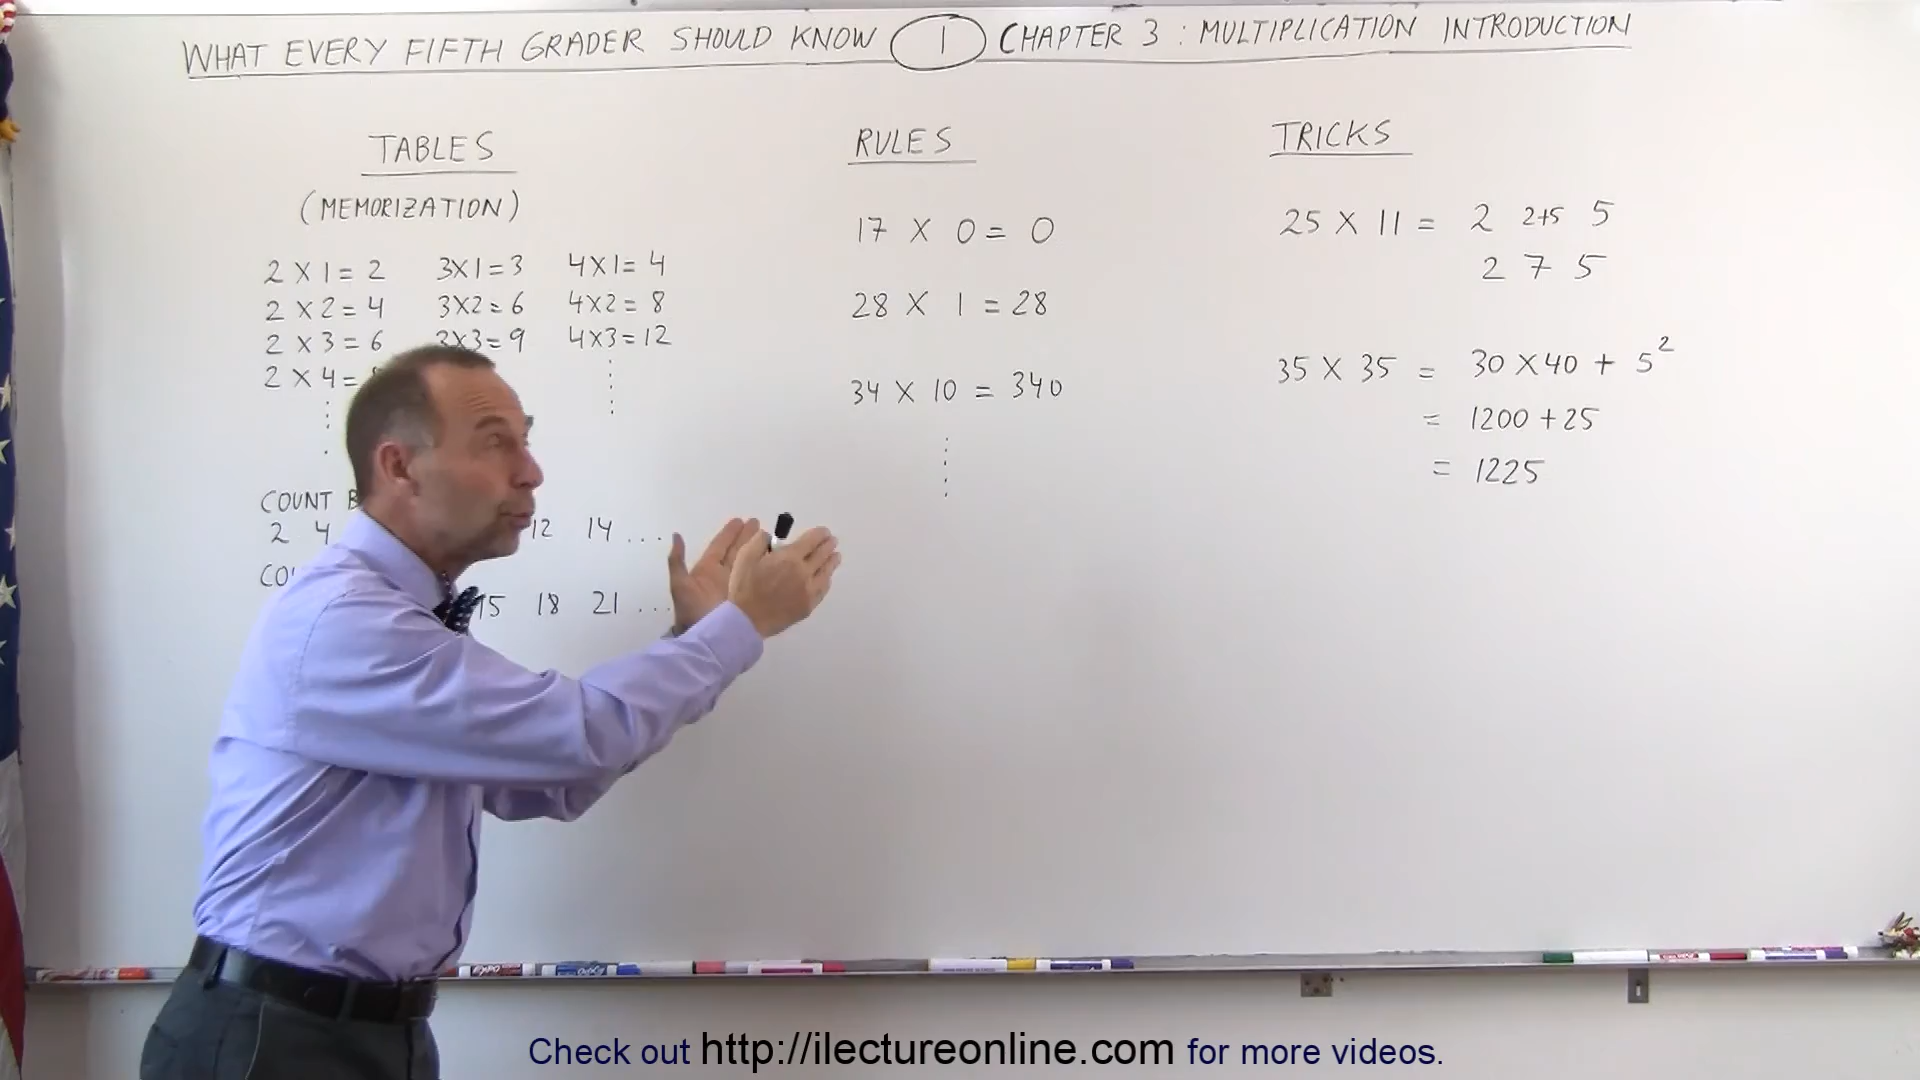 WHAT EVERY FIFTH GRADER SHOULD KNOW 1 CHAPTER 3 : MULTIPLICATION INTRODUCTION
TABLES
(MEMORIZATION)
2 X 1 = 2 3X1=3 4X1=4
2 X 2 = 4 3X2=6 4X2=8
2 X 3 = 6 3X3=9 4X3=12
2 X 4 =
COUNT
2 4 12 14 ....
15 18 21 ...
RULES
17 X 0 = 0
28 X 1 = 28
34 X 10 = 340
TRICKS
25 X 11 = 2 2+5 5
2 7 5
35 X 35 = 30 X 40 + 5²
= 1200 + 25
= 1225
EXPO
Check out http://ilectureonline.com for more videos.